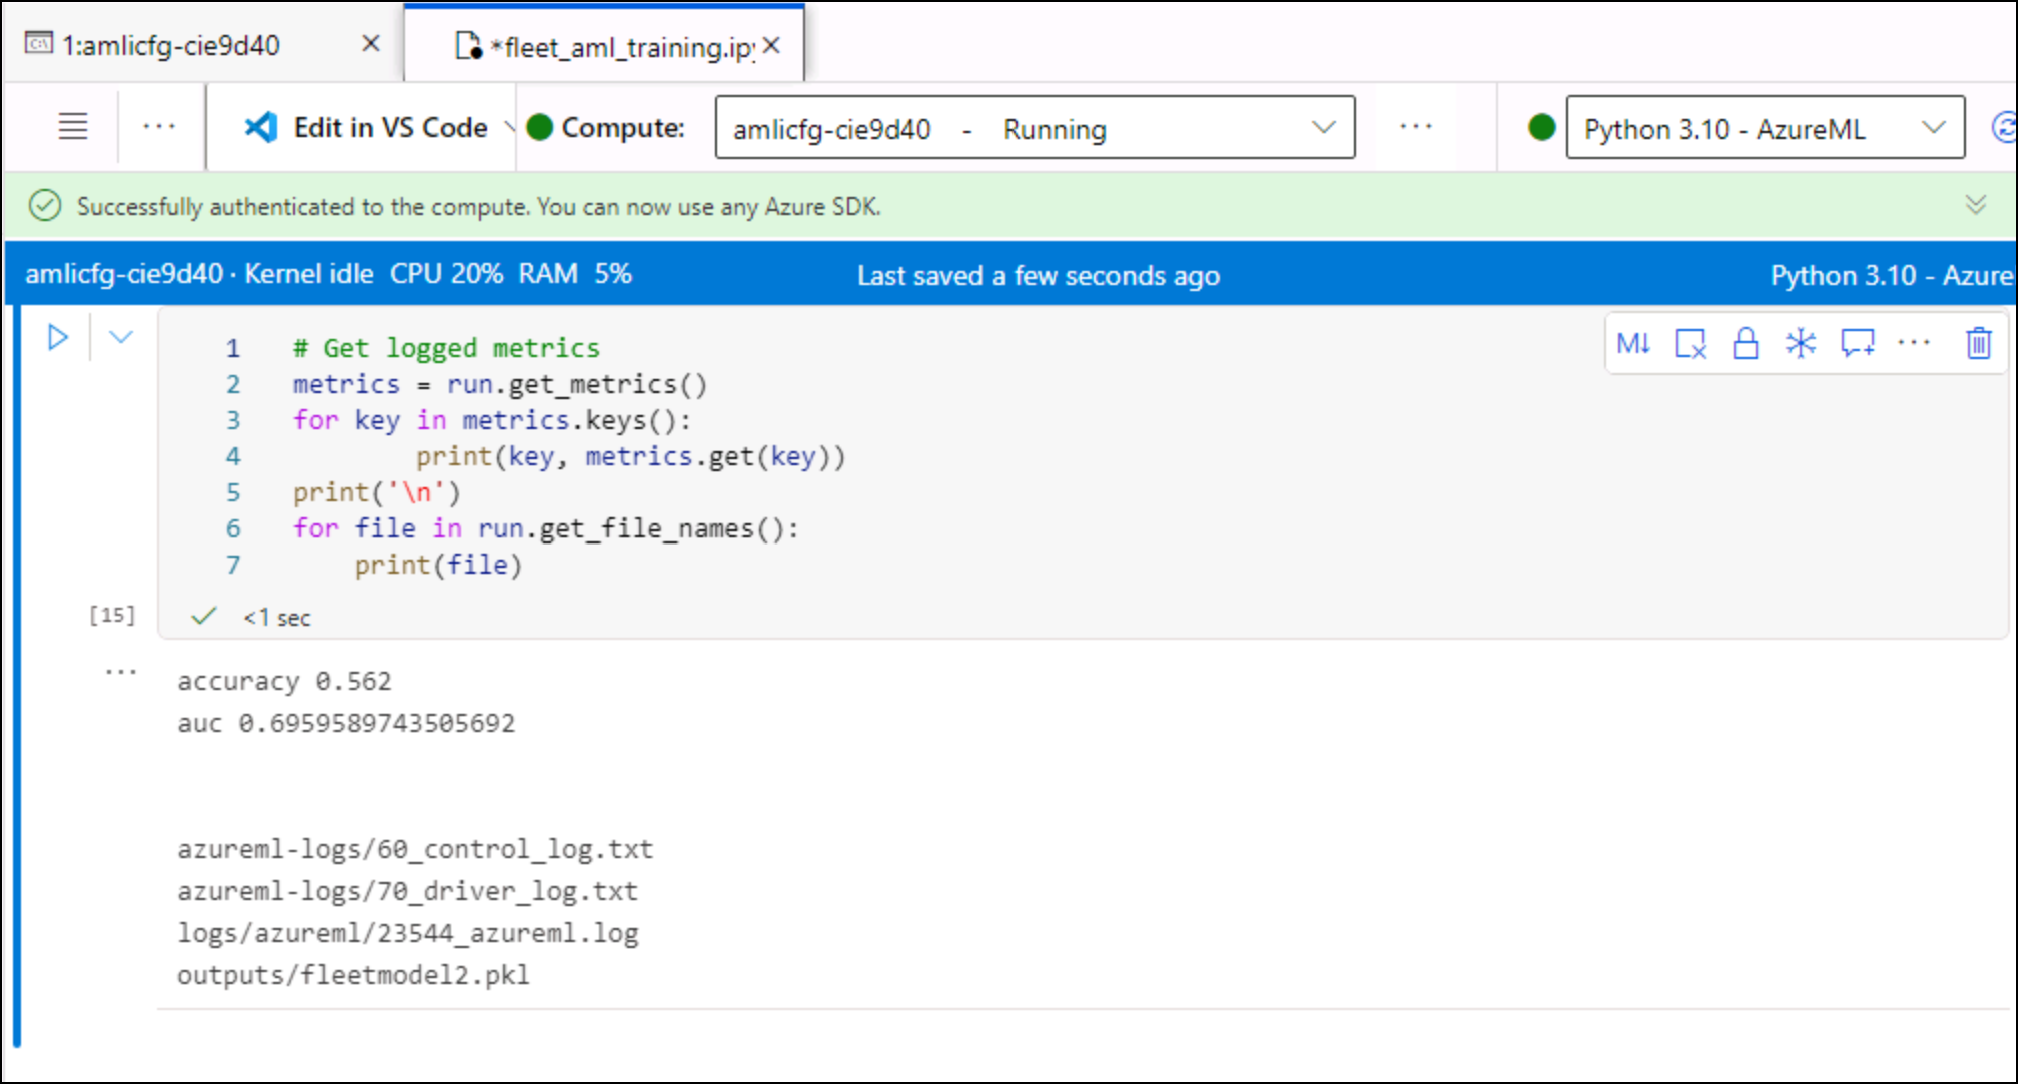 1:amlicfg-cie9d40
*fleet_aml_training.ipy
Edit in VS Code
Compute:
amlicfg-cie9d40 - Running
Python 3.10 - AzureML
Successfully authenticated to the compute. You can now use any Azure SDK.
amlicfg-cie9d40 · Kernel idle CPU 20% RAM 5%
Last saved a few seconds ago
Python 3.10 - Azure
M↓
1 # Get logged metrics
2 metrics = run.get_metrics()
3 for key in metrics.keys():
4         print(key, metrics.get(key))
5 print('\n')
6 for file in run.get_file_names():
7     print(file)
[15]
<1 sec
accuracy 0.562
auc 0.6959589743505692
azureml-logs/60_control_log.txt
azureml-logs/70_driver_log.txt
logs/azureml/23544_azureml.log
outputs/fleetmodel2.pkl